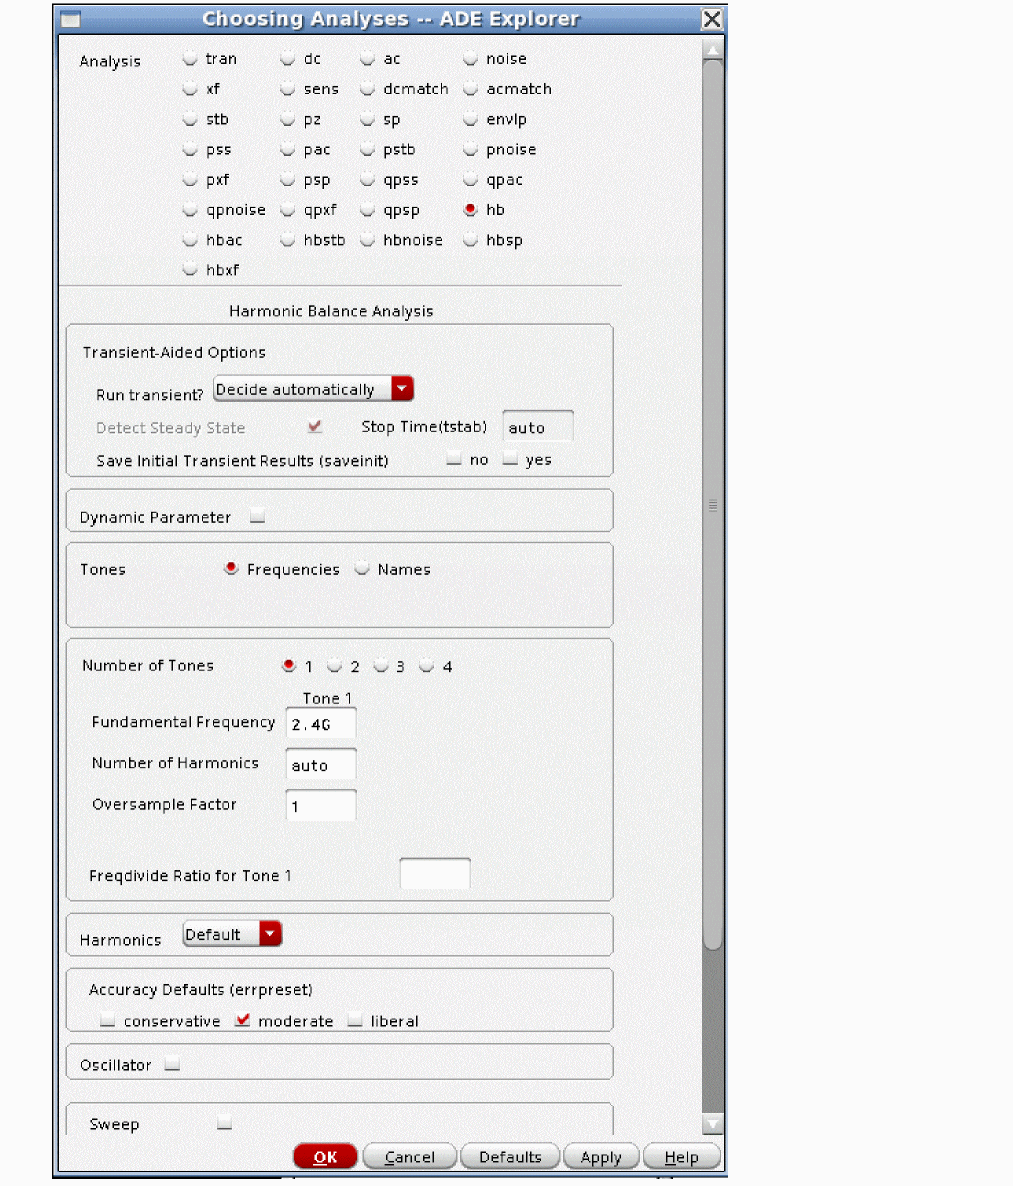 Choosing Analyses -- ADE Explorer
Analysis tran dc ac noise
xf sens dcmatch acmatch
stb pz sp envlp
pss pac pstb pnoise
pxf psp qpss qpac
qpnoise qpxf qpsp hb
hbac hbstb hbnoise hbsp
hbxf
Harmonic Balance Analysis
Transient-Aided Options
Run transient? Decide automatically
Detect Steady State Stop Time(tstab) auto
Save Initial Transient Results (saveinit) no yes
Dynamic Parameter
Tones Frequencies Names
Number of Tones 1 2 3 4
Tone 1
Fundamental Frequency 2.4G
Number of Harmonics auto
Oversample Factor 1
Freqdivide Ratio for Tone 1
Harmonics Default
Accuracy Defaults (errpreset)
conservative moderate liberal
Oscillator
Sweep
OK Cancel Defaults Apply Help